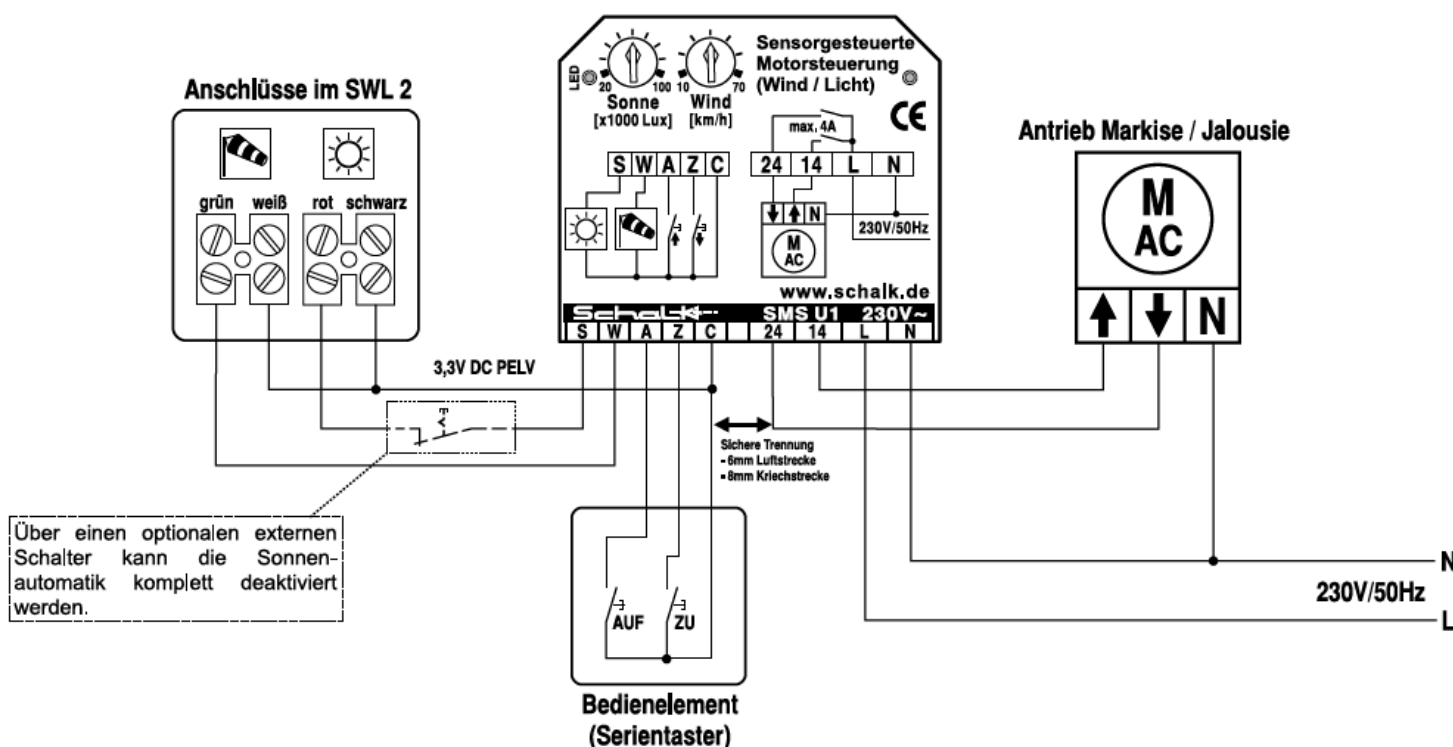 Anschlüsse im SWL 2
grün weiß rot schwarz
LED
20 100 10 70
Sonne Wind
[x1000 Lux] [km/h]
Sensorgesteuerte
Motorsteuerung
(Wind / Licht)
CE
max. 4A
S W A Z C
24 14 L N
N
M
AC
230V/50Hz
www.schalk.de
Schalk SMS U1 230V~
S W A Z C 24 14 L N
Antrieb Markise / Jalousie
M
AC
N
3,3V DC PELV
Sichere Trennung
- 6mm Luftstrecke
- 8mm Kriechstrecke
Über einen optionalen externen
Schalter kann die Sonnen-
automatik komplett deaktiviert
werden.
AUF ZU
Bedienelement
(Serientaster)
N
230V/50Hz
L